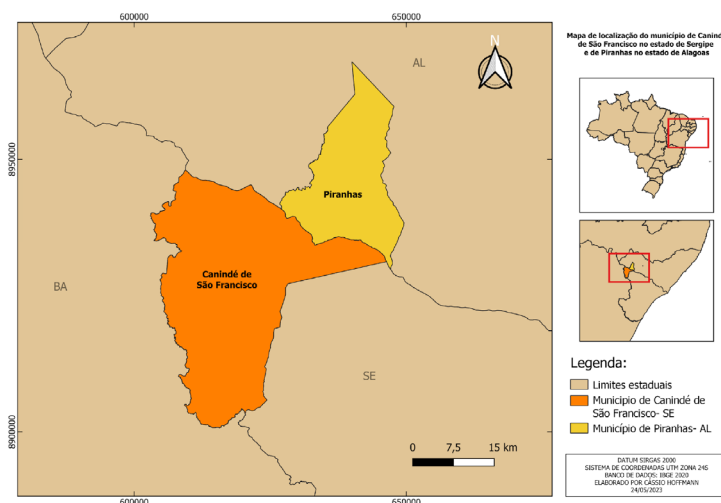 600000
650000
Mapa de localização do município de Canind
de São Francisco no estado de Sergipe
e de Piranhas no estado de Alagoas
N
AL
8950000
Piranhas
Canindé de
São Francisco
BA
SE
8900000
0 7,5 15 km
600000
650000
Legenda:
Limites estaduais
Município de Canindé de
São Francisco- SE
Município de Piranhas- AL
DATUM SIRGAS 2000
SISTEMA DE COORDENADAS UTM ZONA 24S
BANCO DE DADOS: IBGE 2020
ELABORADO POR CÁSSIO HOFFMANN
24/05/2023